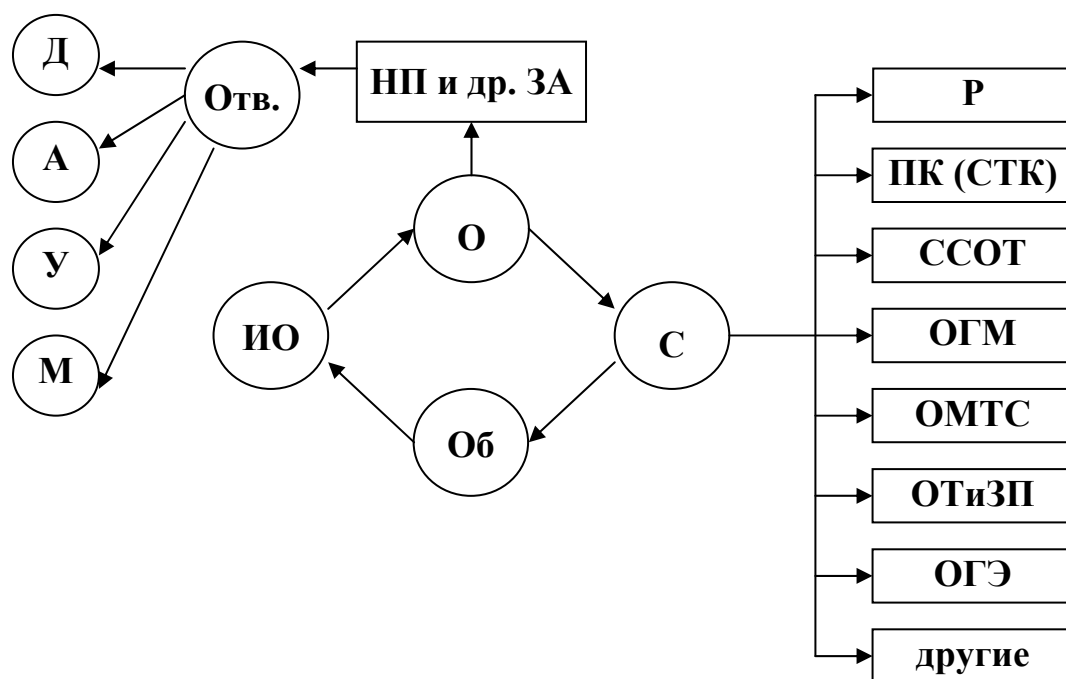 Д
А
У
М
Отв.
НП и др. ЗА
О
ИО
С
Об
Р
ПК (СТК)
ССОТ
ОГМ
ОМТС
ОТиЗП
ОГЭ
другие